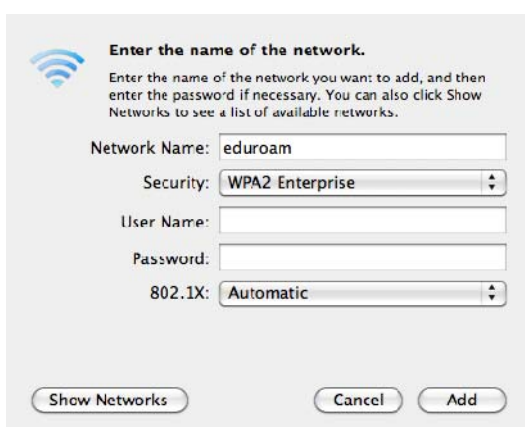 Enter the name of the network.
Enter the name of the network you want to add, and then
enter the password if necessary. You can also click Show
Networks to see a list of available networks.
Network Name: eduroam
Security: WPA2 Enterprise
User Name:
Password:
802.1X: Automatic
Show Networks Cancel Add